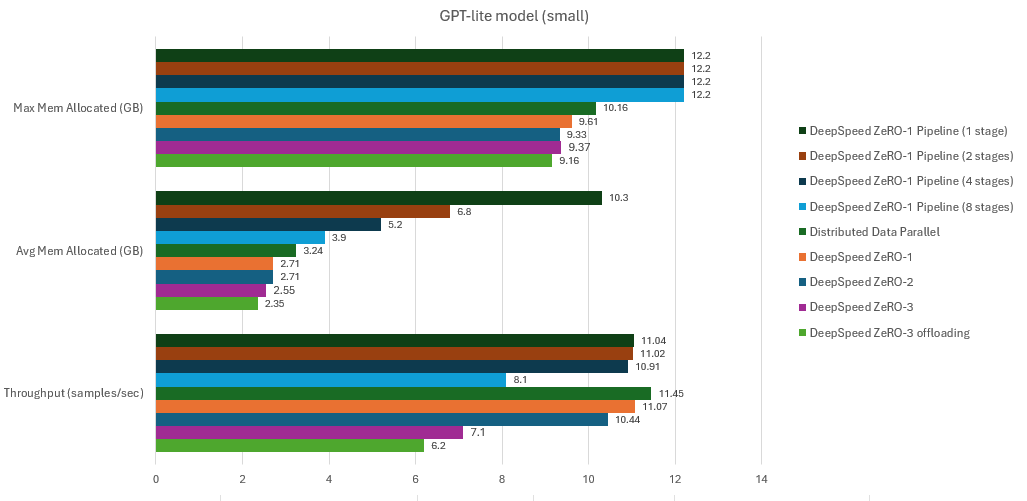 GPT-lite model (small)
Max Mem Allocated (GB)
12.2
12.2
12.2
12.2
10.16
9.61
9.33
9.37
9.16
Avg Mem Allocated (GB)
10.3
6.8
5.2
3.9
3.24
2.71
2.71
2.55
2.35
Throughput (samples/sec)
11.04
11.02
10.91
8.1
11.45
11.07
10.44
7.1
6.2
0 2 4 6 8 10 12 14
DeepSpeed ZeRO-1 Pipeline (1 stage)
DeepSpeed ZeRO-1 Pipeline (2 stages)
DeepSpeed ZeRO-1 Pipeline (4 stages)
DeepSpeed ZeRO-1 Pipeline (8 stages)
Distributed Data Parallel
DeepSpeed ZeRO-1
DeepSpeed ZeRO-2
DeepSpeed ZeRO-3
DeepSpeed ZeRO-3 offloading